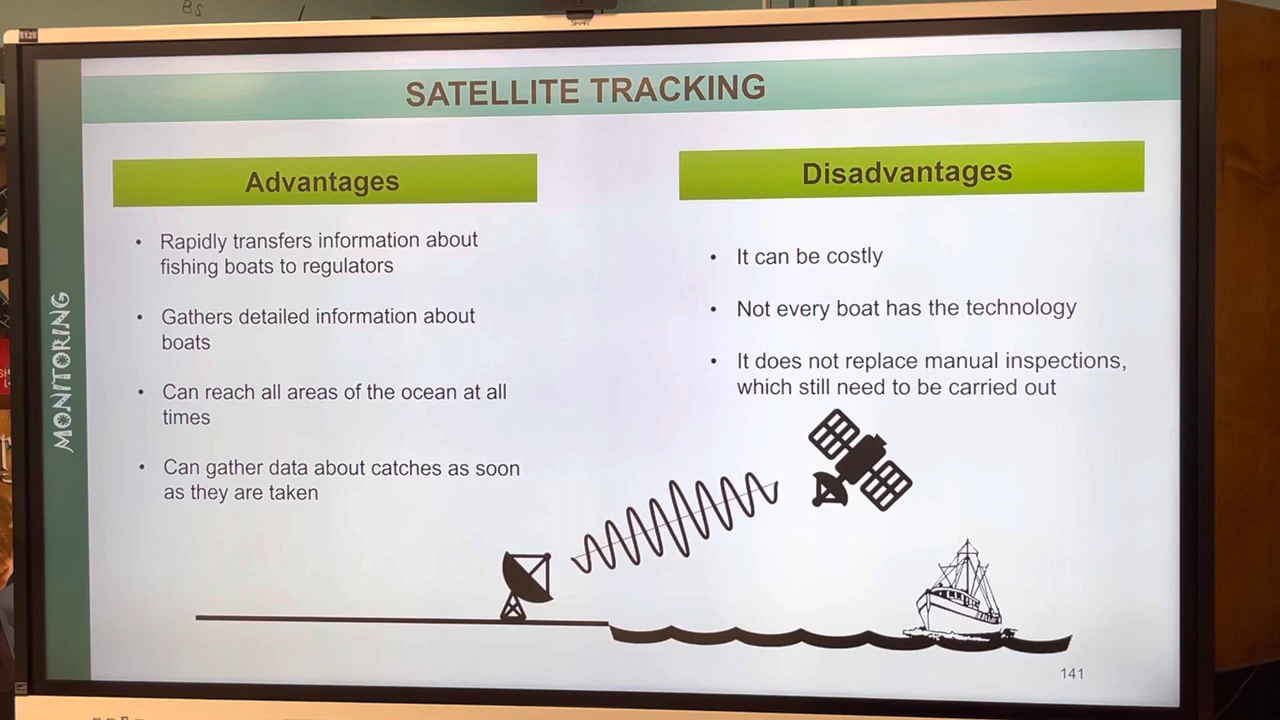 BS
SMART
SATELLITE TRACKING
MONITORING
Advantages
• Rapidly transfers information about
fishing boats to regulators
• Gathers detailed information about
boats
• Can reach all areas of the ocean at all
times
• Can gather data about catches as soon
as they are taken
Disadvantages
• It can be costly
• Not every boat has the technology
• It does not replace manual inspections,
which still need to be carried out
141